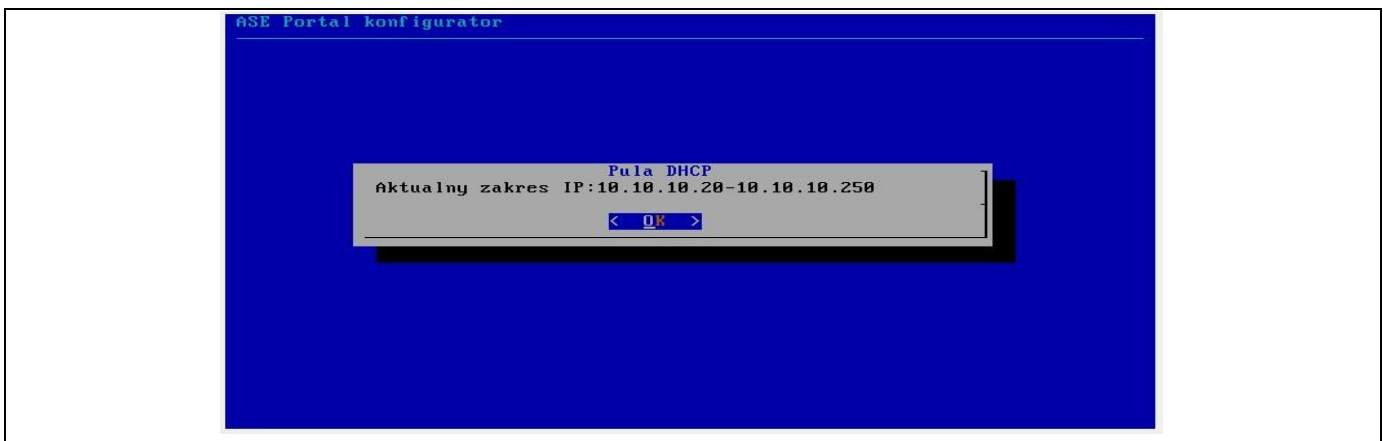 ASE Portal konfigurator
Pula DHCP
Aktualny zakres IP:10.10.10.20-10.10.10.250
< OK >